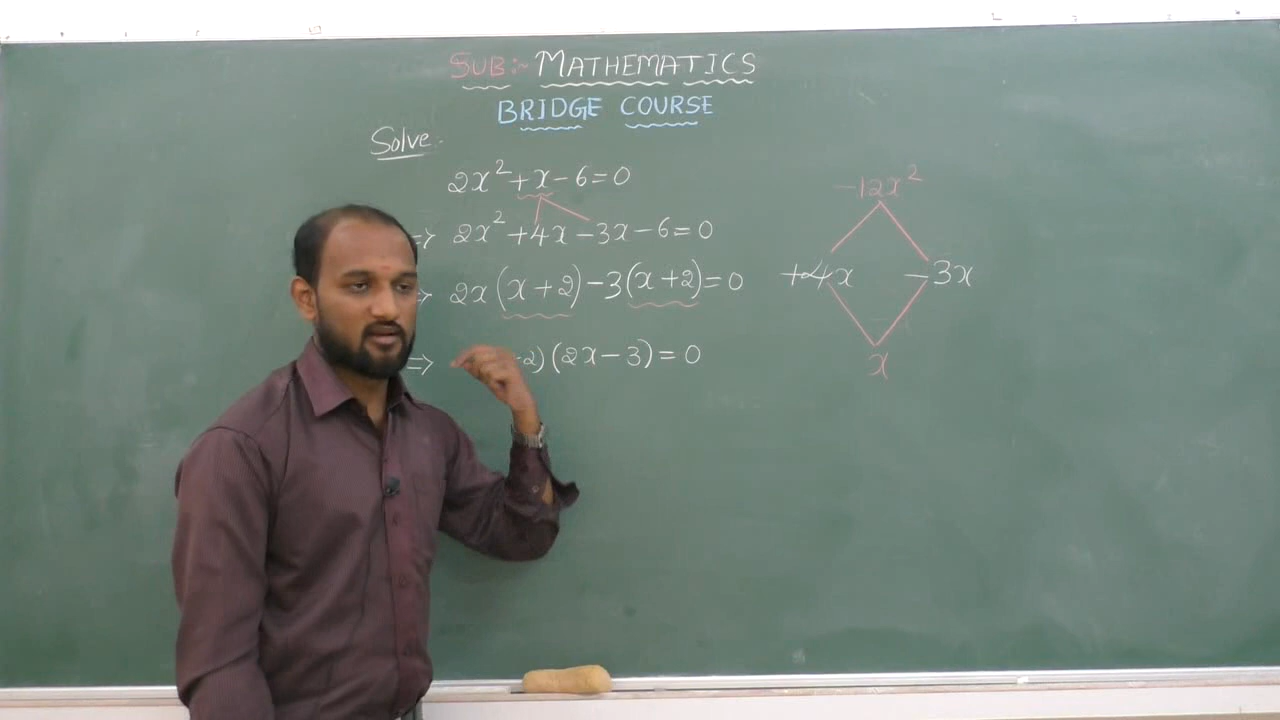 SUB:- MATHEMATICS
BRIDGE COURSE
Solve:-
2x²+x-6=0
=> 2x²+4x-3x-6=0
=> 2x(x+2)-3(x+2)=0
=> 2)(2x-3)=0
-12x²
+4x -3x
x